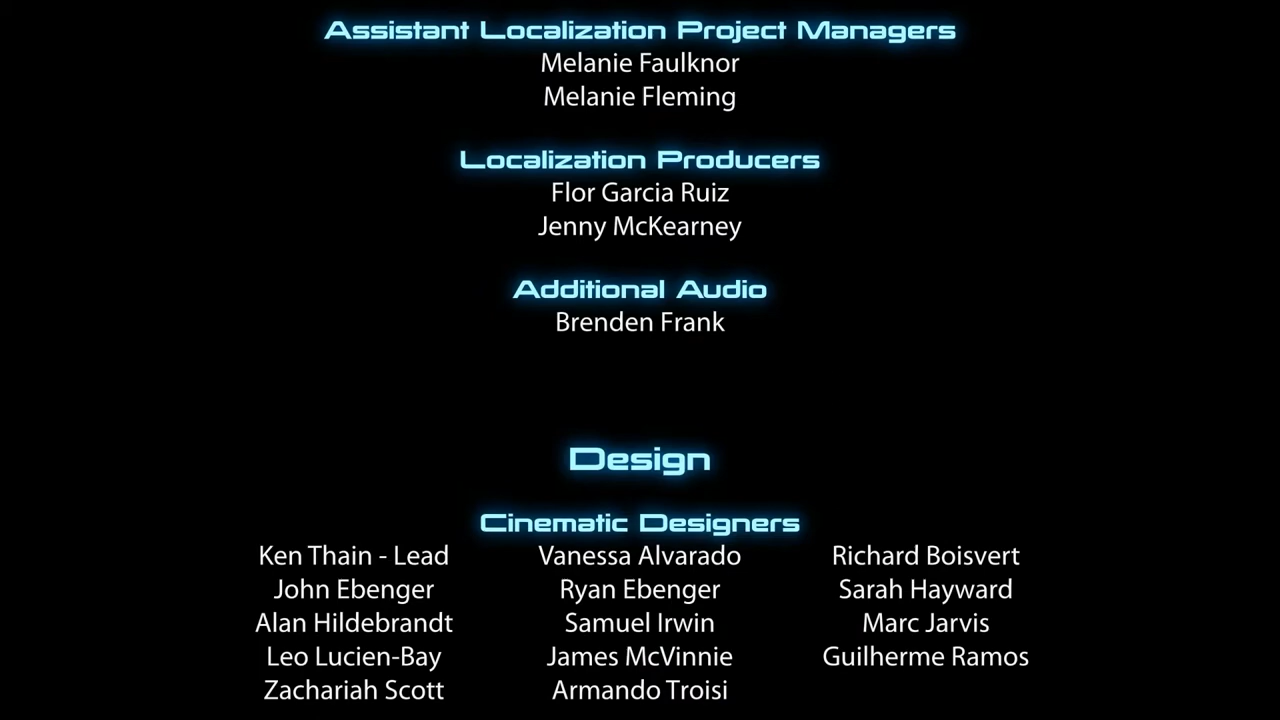 Assistant Localization Project Managers
Melanie Faulknor
Melanie Fleming
Localization Producers
Flor Garcia Ruiz
Jenny McKearney
Additional Audio
Brenden Frank
Design
Cinematic Designers
Ken Thain - Lead Vanessa Alvarado Richard Boisvert
John Ebenger Ryan Ebenger Sarah Hayward
Alan Hildebrandt Samuel Irwin Marc Jarvis
Leo Lucien-Bay James McVinnie Guilherme Ramos
Zachariah Scott Armando Troisi